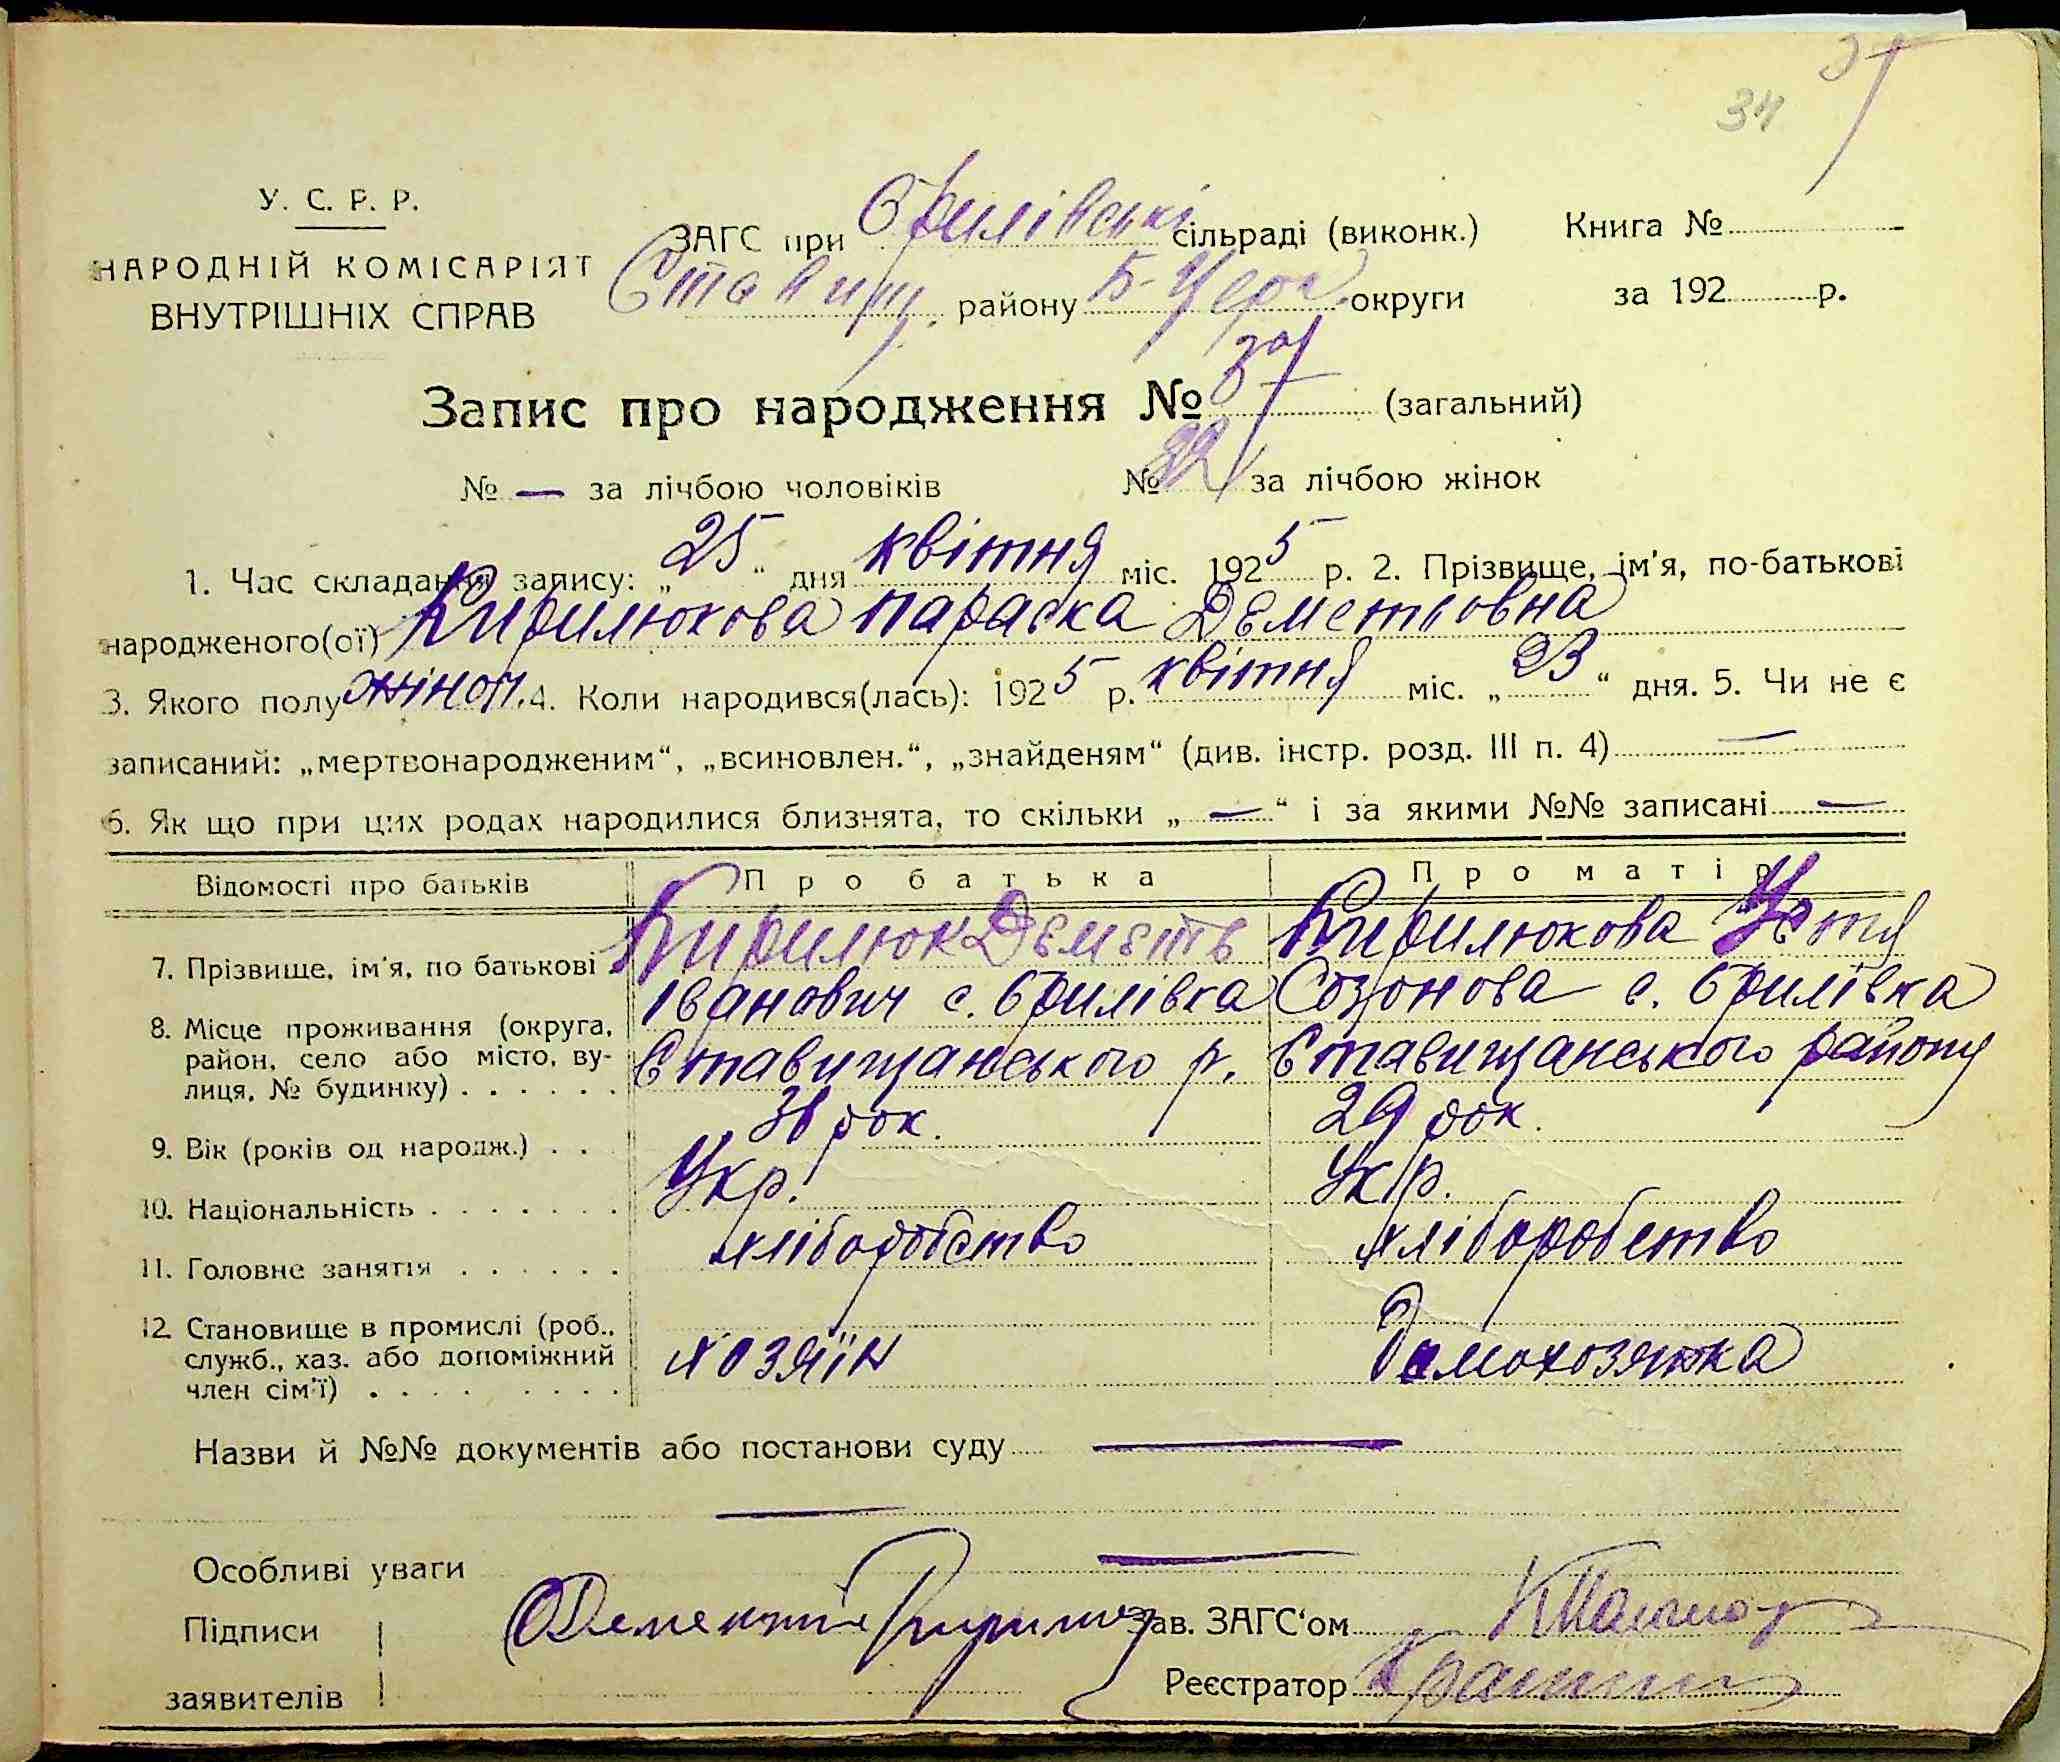 37
34
У. С. Р. Р.
НАРОДНІЙ КОМІСАРІЯТ
ВНУТРІШНІХ СПРАВ
ЗАГС при сільраді (виконк.) Книга №
Ставищ. району Б-Церк. округи за 192 р.
Запис про народження № 37 (загальний)
№ — за лічбою чоловіків № за лічбою жінок
1. Час складання запису: „25“ дня квітня міс. 1925 р. 2. Прізвище, ім'я, по-батькові
народженого(ої) Кирилюкова Параска Деметьовна
3. Якого полу жіноч. 4. Коли народився(лась): 1925 р. квітня міс. „23“ дня. 5. Чи не є
записаний: „мертвонародженим“, „всиновлен.“, „знайденям“ (див. інстр. розд. III п. 4) —
6. Як що при цих родах народилися близнята, то скільки „—“ і за якими №№ записані —
Відомості про батьків Про батька Про матір
7. Прізвище, ім'я, по батькові Кирилюк Деметь Кирилюкова Устя
Іванович с. Єрилівка Созонова с. Єрилівка
8. Місце проживання (округа, район, село або місто, вулиця, № будинку) Ставищанського р. Ставищанського району
9. Вік (років од народж.) рок. 29 рок.
10. Національність Укр. Укр.
11. Головне заняття хліборобство хліборобство
12. Становище в промислі (роб., служб., хаз. або допоміжний член сім'ї) хозяїн домохозяйка
Назви й №№ документів або постанови суду —
—
Особливі уваги —
Підписи Зав. ЗАГС'ом
заявителів Реєстратор